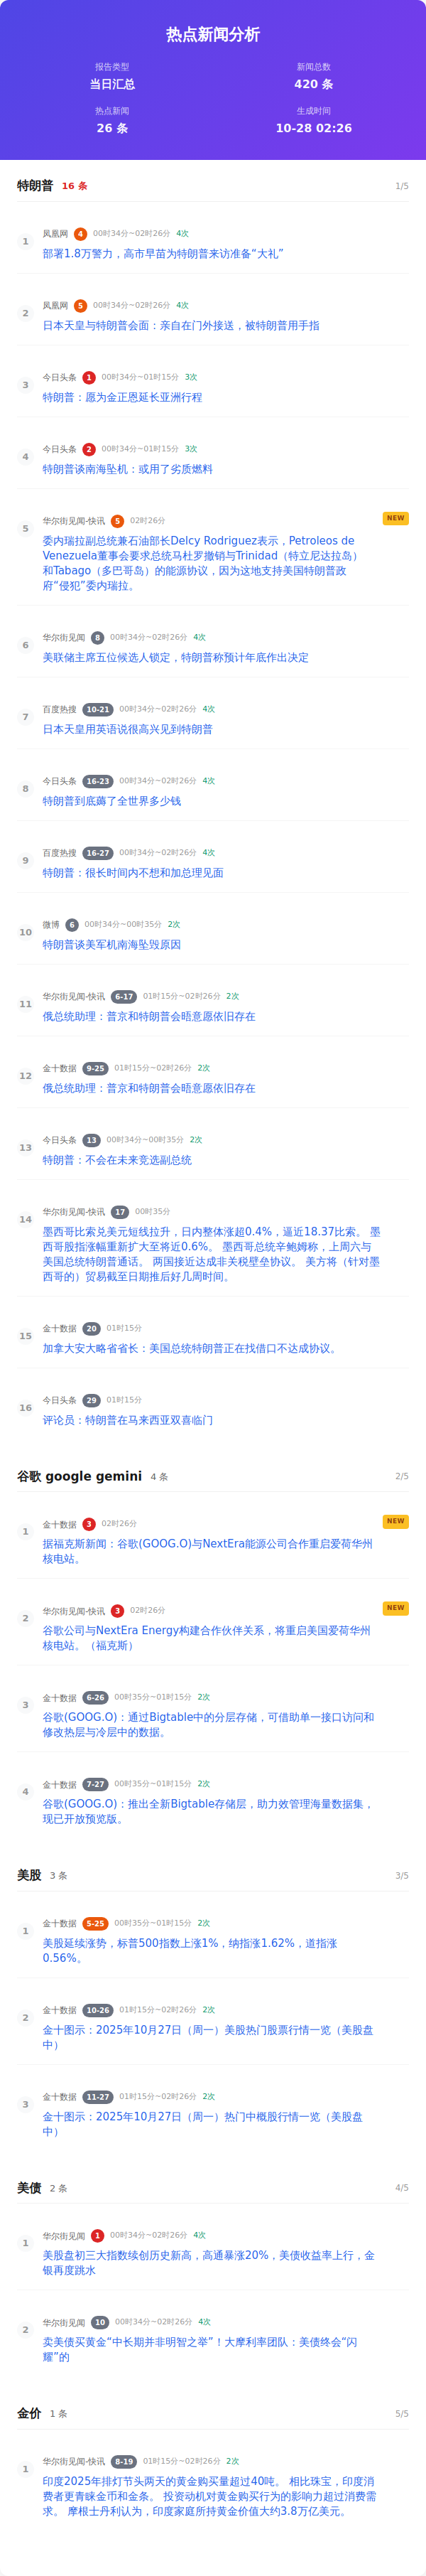 热点新闻分析
报告类型
新闻总数
当日汇总
420 条
热点新闻
生成时间
26 条
10-28 02:26
特朗普 16 条 1/5
1
凤凰网 4 00时34分~02时26分 4次
部署1.8万警力，高市早苗为特朗普来访准备“大礼”
2
凤凰网 5 00时34分~02时26分 4次
日本天皇与特朗普会面：亲自在门外接送，被特朗普用手指
3
今日头条 1 00时34分~01时15分 3次
特朗普：愿为金正恩延长亚洲行程
4
今日头条 2 00时34分~01时15分 3次
特朗普谈南海坠机：或用了劣质燃料
5
华尔街见闻-快讯 5 02时26分 NEW
委内瑞拉副总统兼石油部长Delcy Rodriguez表示，Petroleos de
Venezuela董事会要求总统马杜罗撤销与Trinidad（特立尼达拉岛）
和Tabago（多巴哥岛）的能源协议，因为这地支持美国特朗普政
府“侵犯”委内瑞拉。
6
华尔街见闻 8 00时34分~02时26分 4次
美联储主席五位候选人锁定，特朗普称预计年底作出决定
7
百度热搜 10-21 00时34分~02时26分 4次
日本天皇用英语说很高兴见到特朗普
8
今日头条 16-23 00时34分~02时26分 4次
特朗普到底薅了全世界多少钱
9
百度热搜 16-27 00时34分~02时26分 4次
特朗普：很长时间内不想和加总理见面
10
微博 6 00时34分~00时35分 2次
特朗普谈美军机南海坠毁原因
11
华尔街见闻-快讯 6-17 01时15分~02时26分 2次
俄总统助理：普京和特朗普会晤意愿依旧存在
12
金十数据 9-25 01时15分~02时26分 2次
俄总统助理：普京和特朗普会晤意愿依旧存在
13
今日头条 13 00时34分~00时35分 2次
特朗普：不会在未来竞选副总统
14
华尔街见闻-快讯 17 00时35分
墨西哥比索兑美元短线拉升，日内整体涨超0.4%，逼近18.37比索。 墨
西哥股指涨幅重新扩大至将近0.6%。 墨西哥总统辛鲍姆称，上周六与
美国总统特朗普通话。 两国接近达成非关税壁垒协议。 美方将（针对墨
西哥的）贸易截至日期推后好几周时间。
15
金十数据 20 01时15分
加拿大安大略省省长：美国总统特朗普正在找借口不达成协议。
16
今日头条 29 01时15分
评论员：特朗普在马来西亚双喜临门
谷歌 google gemini 4 条 2/5
1
金十数据 3 02时26分 NEW
据福克斯新闻：谷歌(GOOG.O)与NextEra能源公司合作重启爱荷华州
核电站。
2
华尔街见闻-快讯 3 02时26分 NEW
谷歌公司与NextEra Energy构建合作伙伴关系，将重启美国爱荷华州
核电站。（福克斯）
3
金十数据 6-26 00时35分~01时15分 2次
谷歌(GOOG.O)：通过Bigtable中的分层存储，可借助单一接口访问和
修改热层与冷层中的数据。
4
金十数据 7-27 00时35分~01时15分 2次
谷歌(GOOG.O)：推出全新Bigtable存储层，助力高效管理海量数据集，
现已开放预览版。
美股 3 条 3/5
1
金十数据 5-25 00时35分~01时15分 2次
美股延续涨势，标普500指数上涨1%，纳指涨1.62%，道指涨
0.56%。
2
金十数据 10-26 01时15分~02时26分 2次
金十图示：2025年10月27日（周一）美股热门股票行情一览（美股盘
中）
3
金十数据 11-27 01时15分~02时26分 2次
金十图示：2025年10月27日（周一）热门中概股行情一览（美股盘
中）
美债 2 条 4/5
1
华尔街见闻 1 00时34分~02时26分 4次
美股盘初三大指数续创历史新高，高通暴涨20%，美债收益率上行，金
银再度跳水
2
华尔街见闻 10 00时34分~02时26分 4次
卖美债买黄金“中长期并非明智之举”！大摩利率团队：美债终会“闪
耀”的
金价 1 条 5/5
1
华尔街见闻-快讯 8-19 01时15分~02时26分 2次
印度2025年排灯节头两天的黄金购买量超过40吨。 相比珠宝，印度消
费者更青睐金币和金条。 投资动机对黄金购买行为的影响力超过消费需
求。 摩根士丹利认为，印度家庭所持黄金价值大约3.8万亿美元。